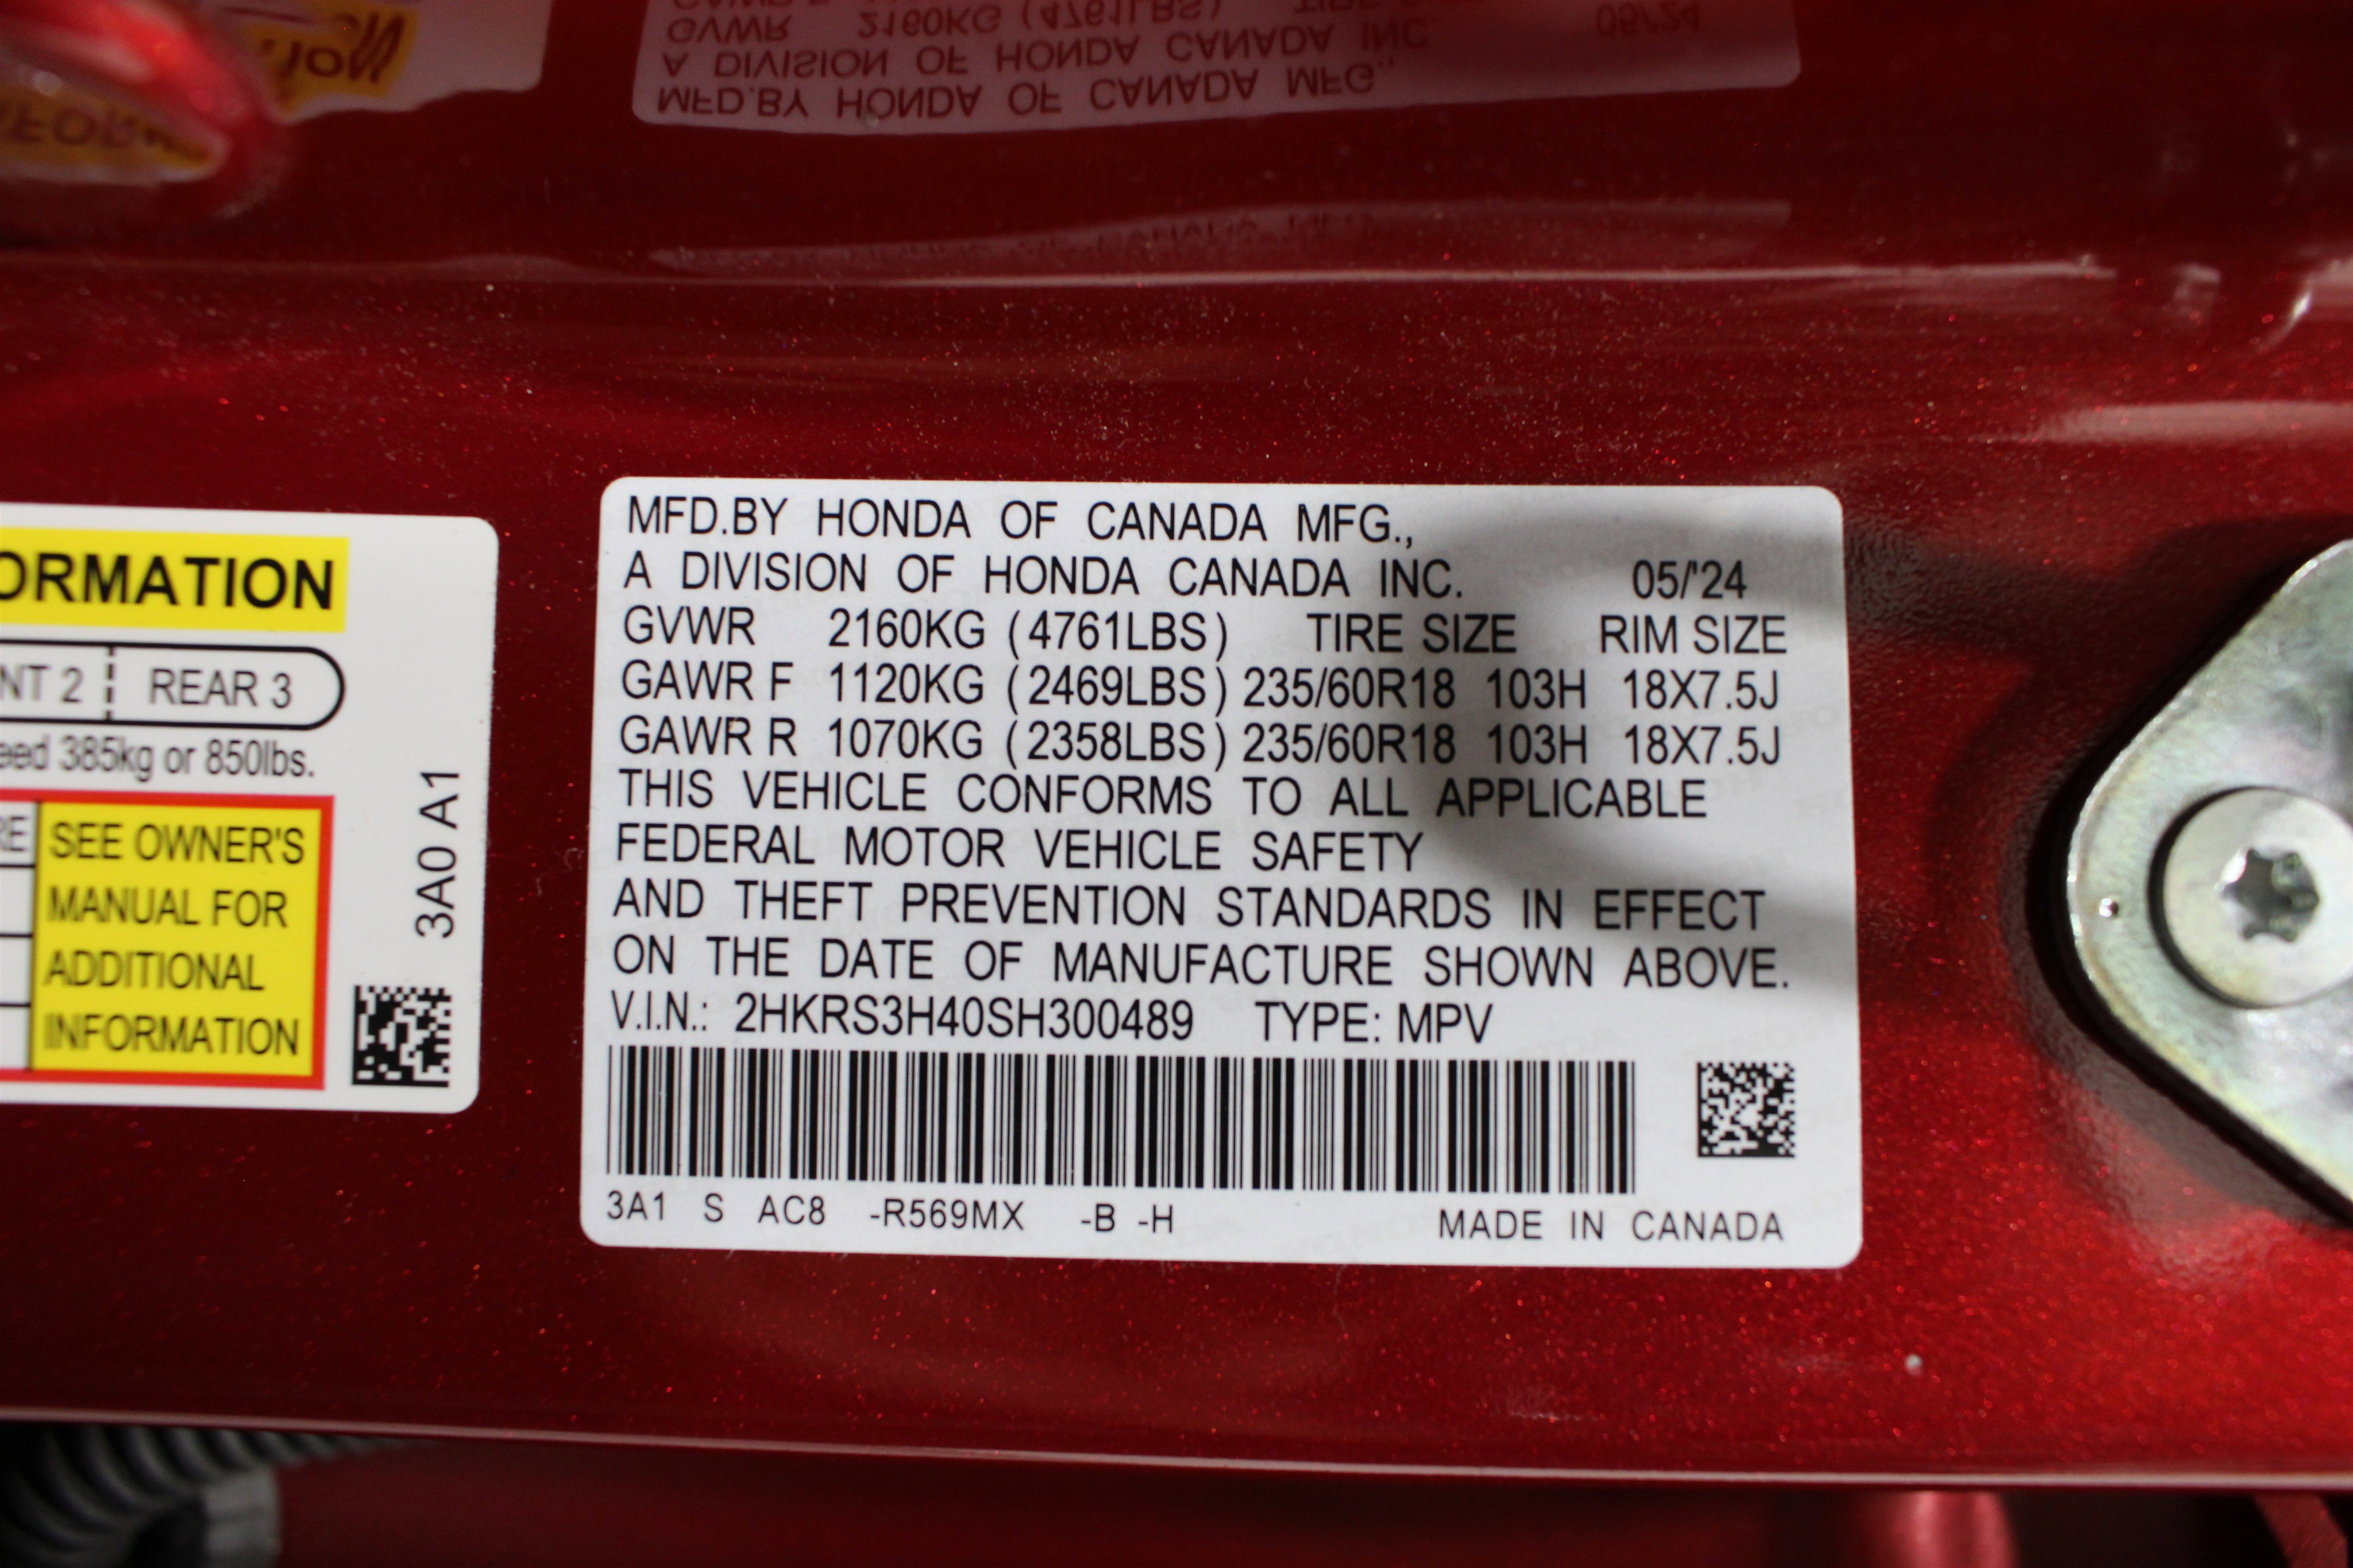 MFD.BY HONDA OF CANADA MFG.,
A DIVISION OF HONDA CANADA INC. 05/'24
GVWR 2160KG (4761LBS) TIRE SIZE RIM SIZE
GAWR F 1120KG (2469LBS) 235/60R18 103H 18X7.5J
GAWR R 1070KG (2358LBS) 235/60R18 103H 18X7.5J
THIS VEHICLE CONFORMS TO ALL APPLICABLE
FEDERAL MOTOR VEHICLE SAFETY
AND THEFT PREVENTION STANDARDS IN EFFECT
ON THE DATE OF MANUFACTURE SHOWN ABOVE.
V.I.N.: 2HKRS3H40SH300489 TYPE: MPV
3A1 S AC8 -R569MX -B -H MADE IN CANADA
ORMATION
NT 2 REAR 3
eed 385kg or 850lbs.
RE
SEE OWNER'S
MANUAL FOR
ADDITIONAL
INFORMATION
3A0 A1